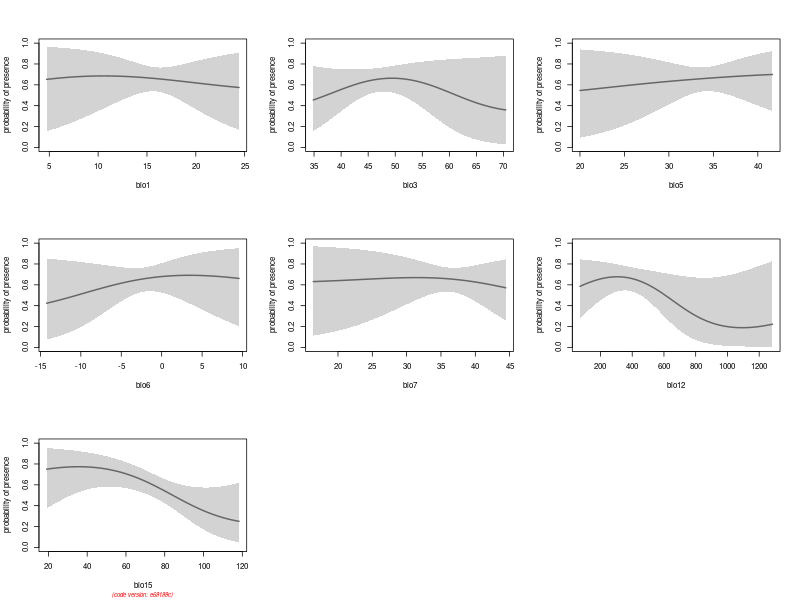 probability of presence
0.0 0.2 0.4 0.6 0.8 1.0
5 10 15 20 25
bio1
probability of presence
0.0 0.2 0.4 0.6 0.8 1.0
35 40 45 50 55 60 65 70
bio3
probability of presence
0.0 0.2 0.4 0.6 0.8 1.0
20 25 30 35 40
bio5
probability of presence
0.0 0.2 0.4 0.6 0.8 1.0
-15 -10 -5 0 5 10
bio6
probability of presence
0.0 0.2 0.4 0.6 0.8 1.0
20 25 30 35 40 45
bio7
probability of presence
0.0 0.2 0.4 0.6 0.8 1.0
200 400 600 800 1000 1200
bio12
probability of presence
0.0 0.2 0.4 0.6 0.8 1.0
20 40 60 80 100 120
bio15
(code version: